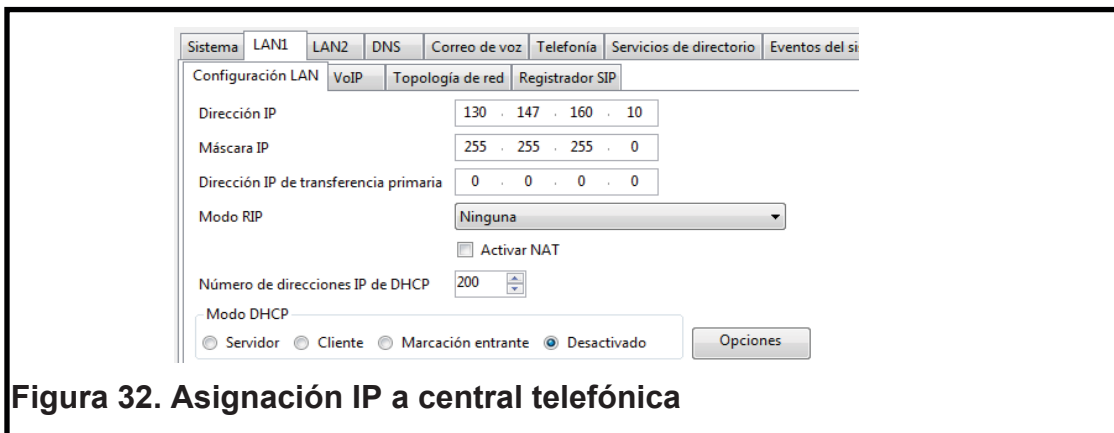 Sistema LAN1 LAN2 DNS Correo de voz Telefonía Servicios de directorio Eventos del si
Configuración LAN VoIP Topología de red Registrador SIP
Dirección IP 130 . 147 . 160 . 10
Máscara IP 255 . 255 . 255 . 0
Dirección IP de transferencia primaria 0 . 0 . 0 . 0
Modo RIP Ninguna
Activar NAT
Número de direcciones IP de DHCP 200
Modo DHCP
Servidor Cliente Marcación entrante Desactivado Opciones
Figura 32. Asignación IP a central telefónica